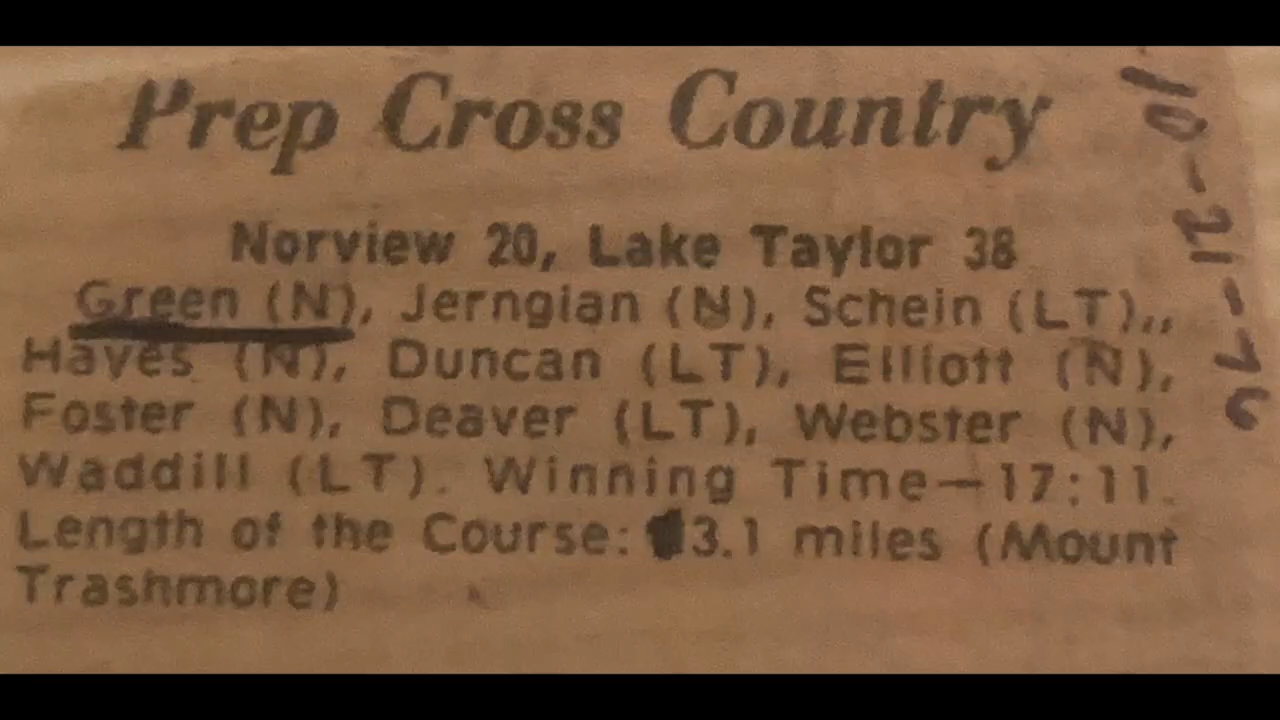 Prep Cross Country
Norview 20, Lake Taylor 38
Green (N), Jerngian (N), Schein (LT),,
Hayes (N), Duncan (LT), Elliott (N),
Foster (N), Deaver (LT), Webster (N),
Waddill (LT). Winning Time—17:11.
Length of the Course: 3.1 miles (Mount
Trashmore)
10-21-76